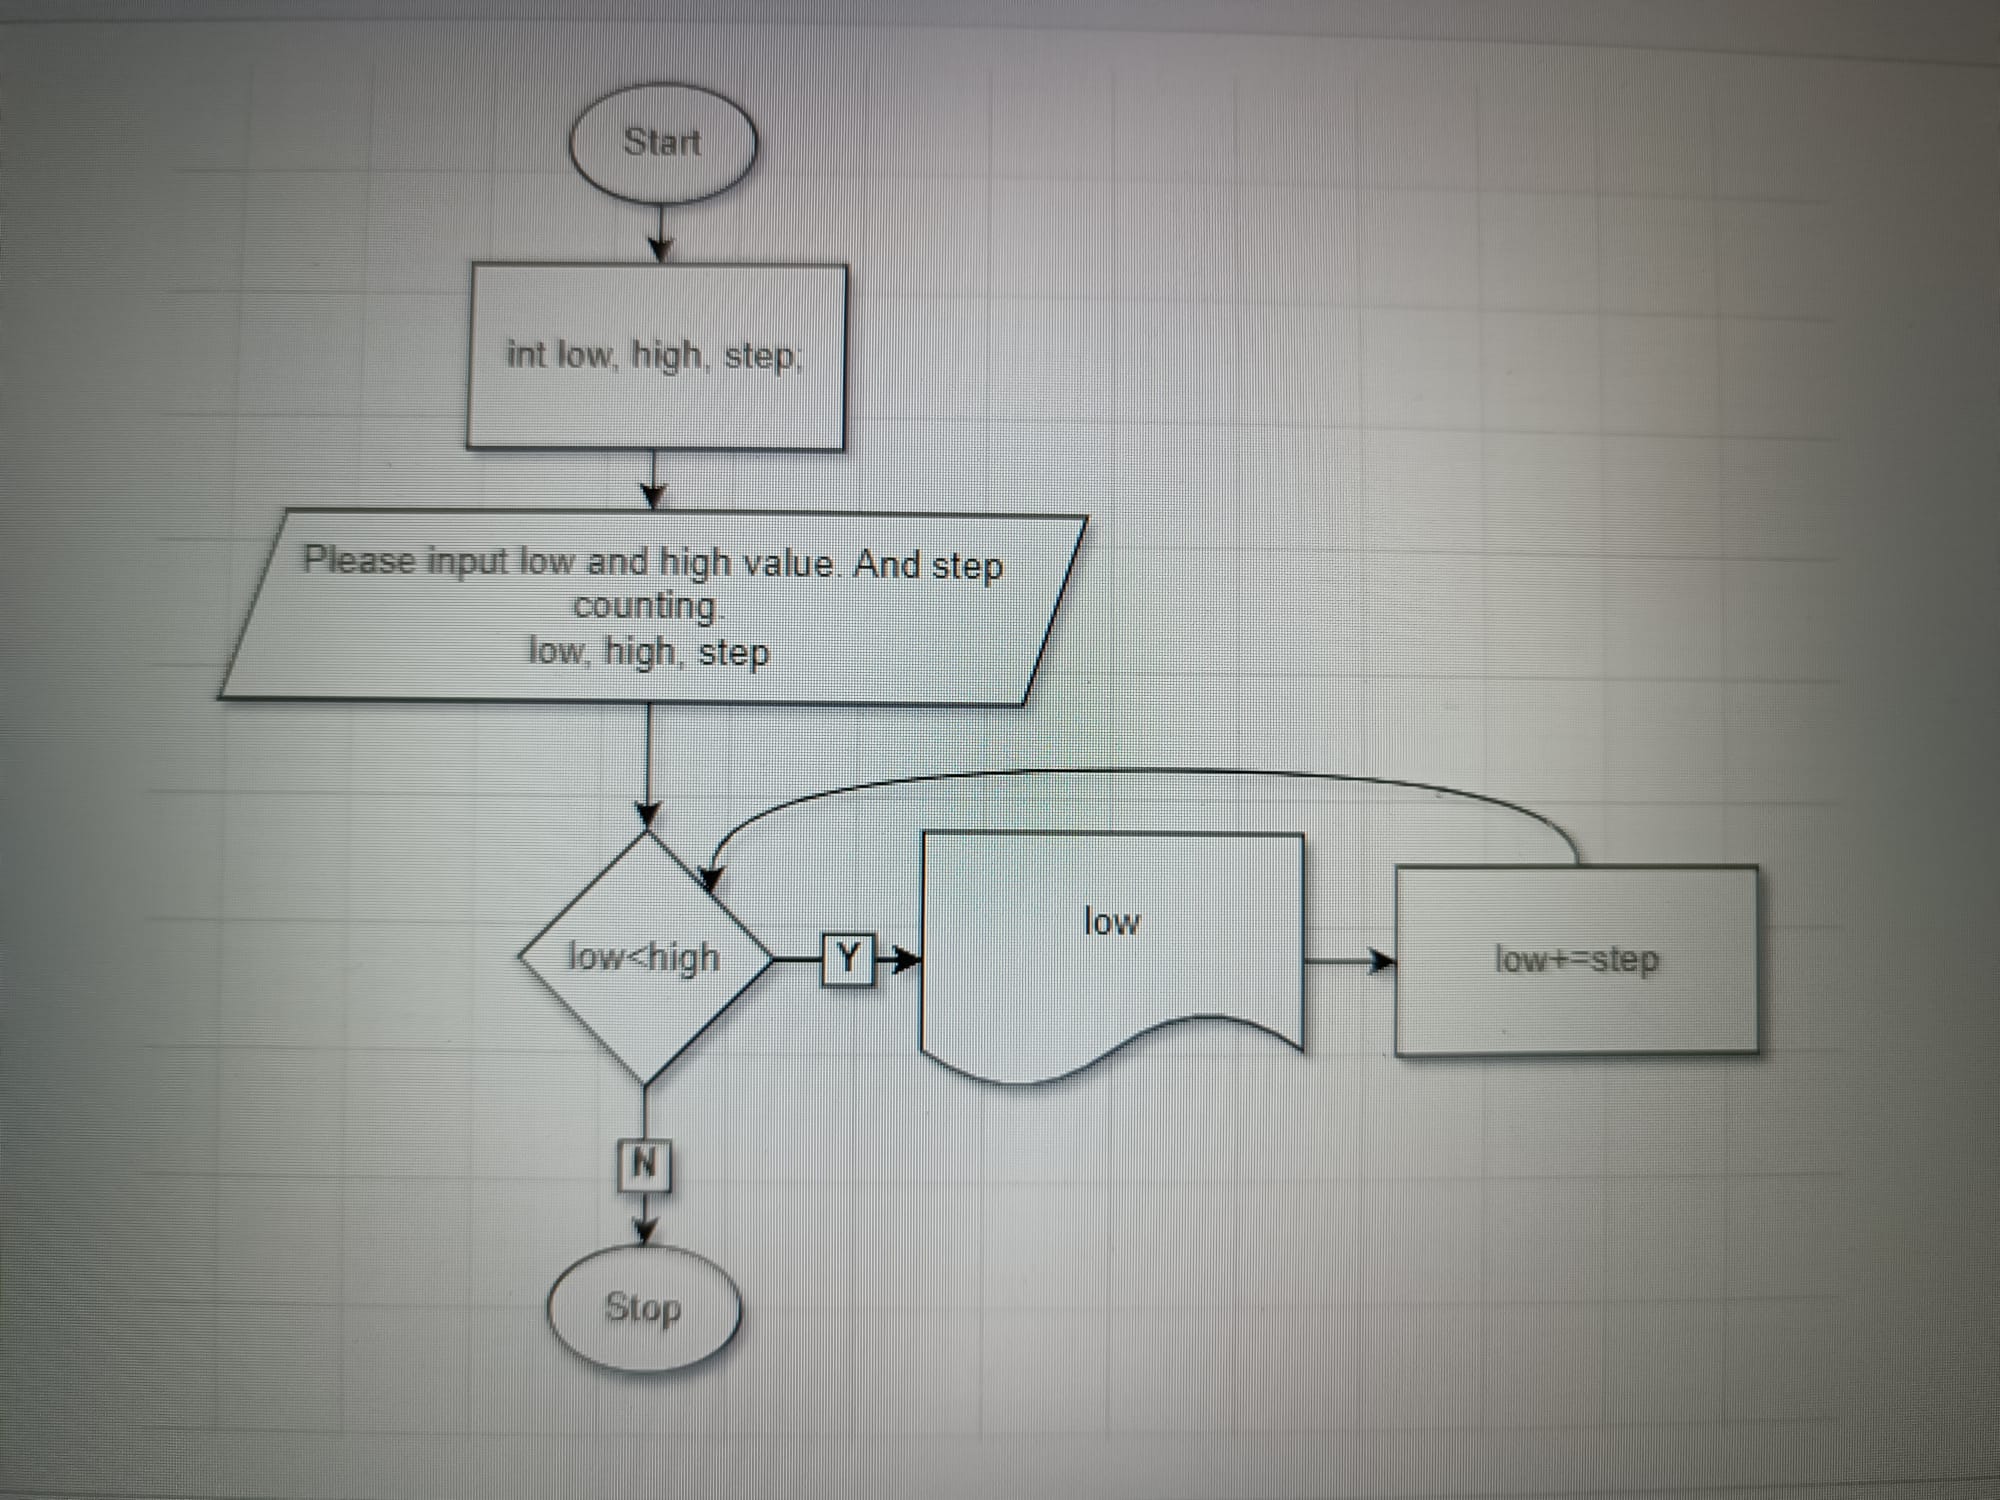 Start
int low, high, step;
Please input low and high value. And step
counting.
low, high, step
low<high
Y
low
low+=step
N
Stop